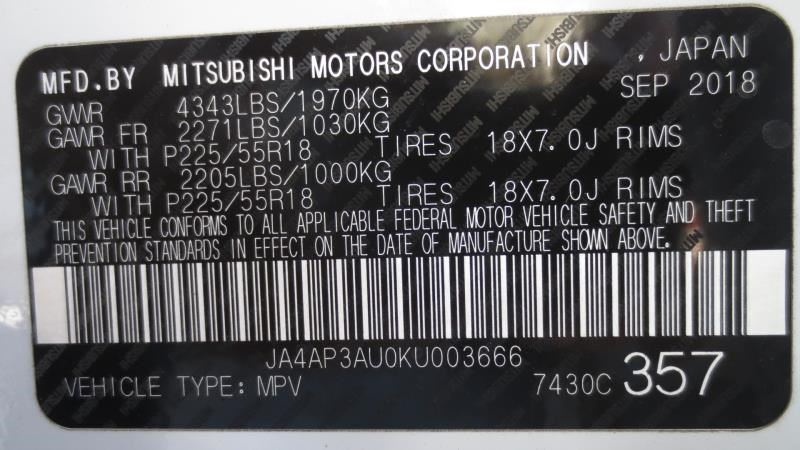 MFD.BY MITSUBISHI MOTORS CORPORATION , JAPAN
SEP 2018
GVWR 4343LBS/1970KG
GAWR FR 2271LBS/1030KG
WITH P225/55R18 TIRES 18X7.0J RIMS
GAWR RR 2205LBS/1000KG
WITH P225/55R18 TIRES 18X7.0J RIMS
THIS VEHICLE CONFORMS TO ALL APPLICABLE FEDERAL MOTOR VEHICLE SAFETY AND THEFT
PREVENTION STANDARDS IN EFFECT ON THE DATE OF MANUFACTURE SHOWN ABOVE.
JA4AP3AU0KU003666
VEHICLE TYPE: MPV 7430C 357